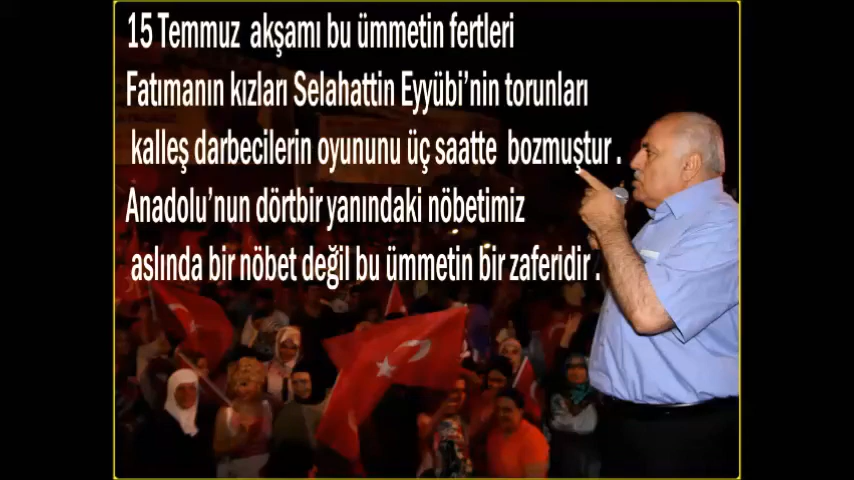 15 Temmuz akşamı bu ümmetin fertleri
Fatımanın kızları Selahattin Eyyübi’nin torunları
kalleş darbecilerin oyununu üç saatte bozmuştur .
Anadolu’nun dörtbir yanındaki nöbetimiz
aslında bir nöbet değil bu ümmetin bir zaferidir .